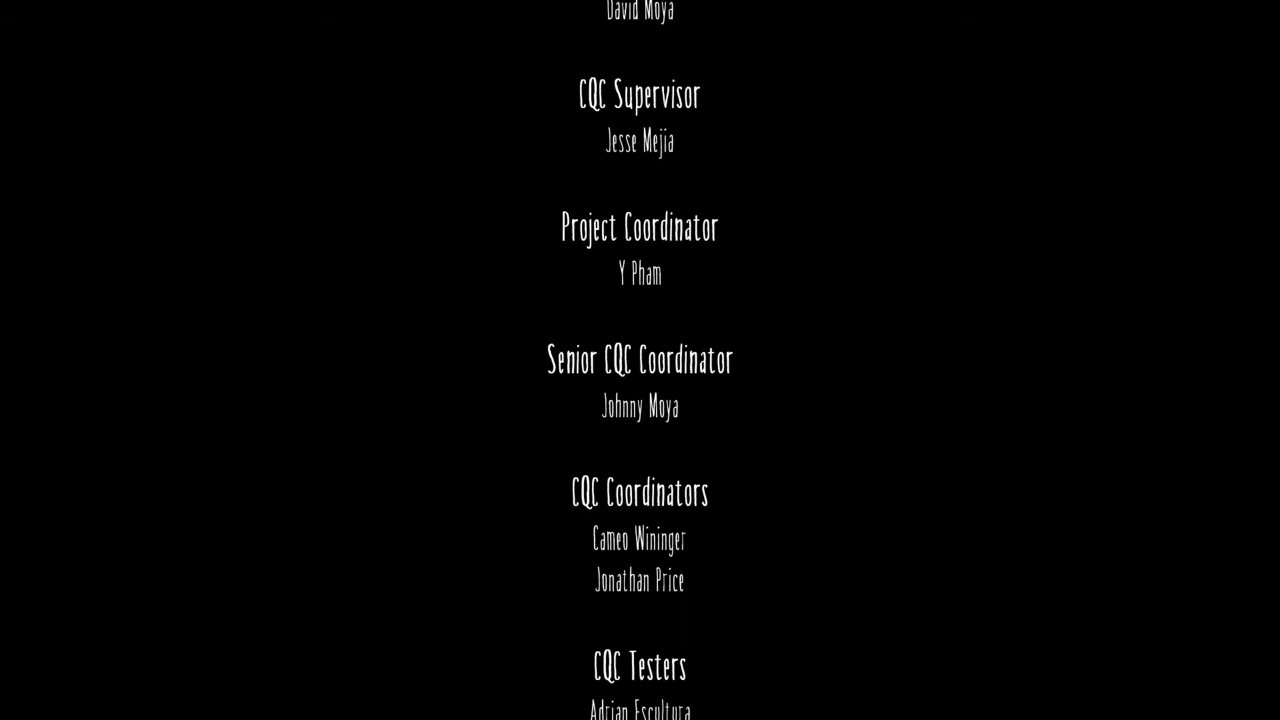 David Moya
CQC Supervisor
Jesse Mejia
Project Coordinator
Y Pham
Senior CQC Coordinator
Johnny Moya
CQC Coordinators
Cameo Wininger
Jonathan Price
CQC Testers
Adrian Escultura